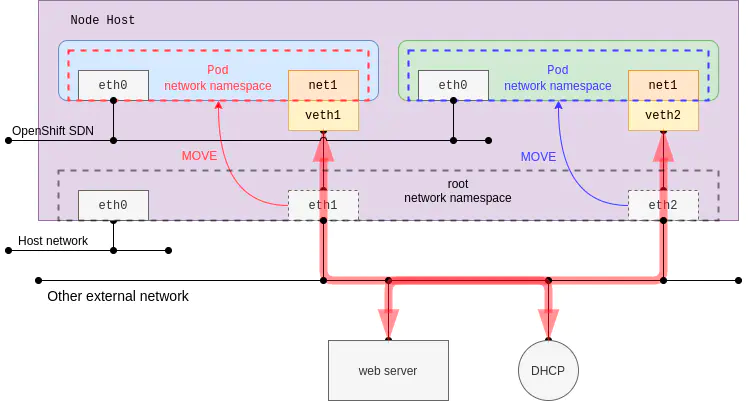 Node Host
Pod
network namespace
Pod
network namespace
eth0
net1
eth0
net1
veth1
veth2
OpenShift SDN
MOVE
MOVE
root
network namespace
eth0
eth1
eth2
Host network
Other external network
web server
DHCP